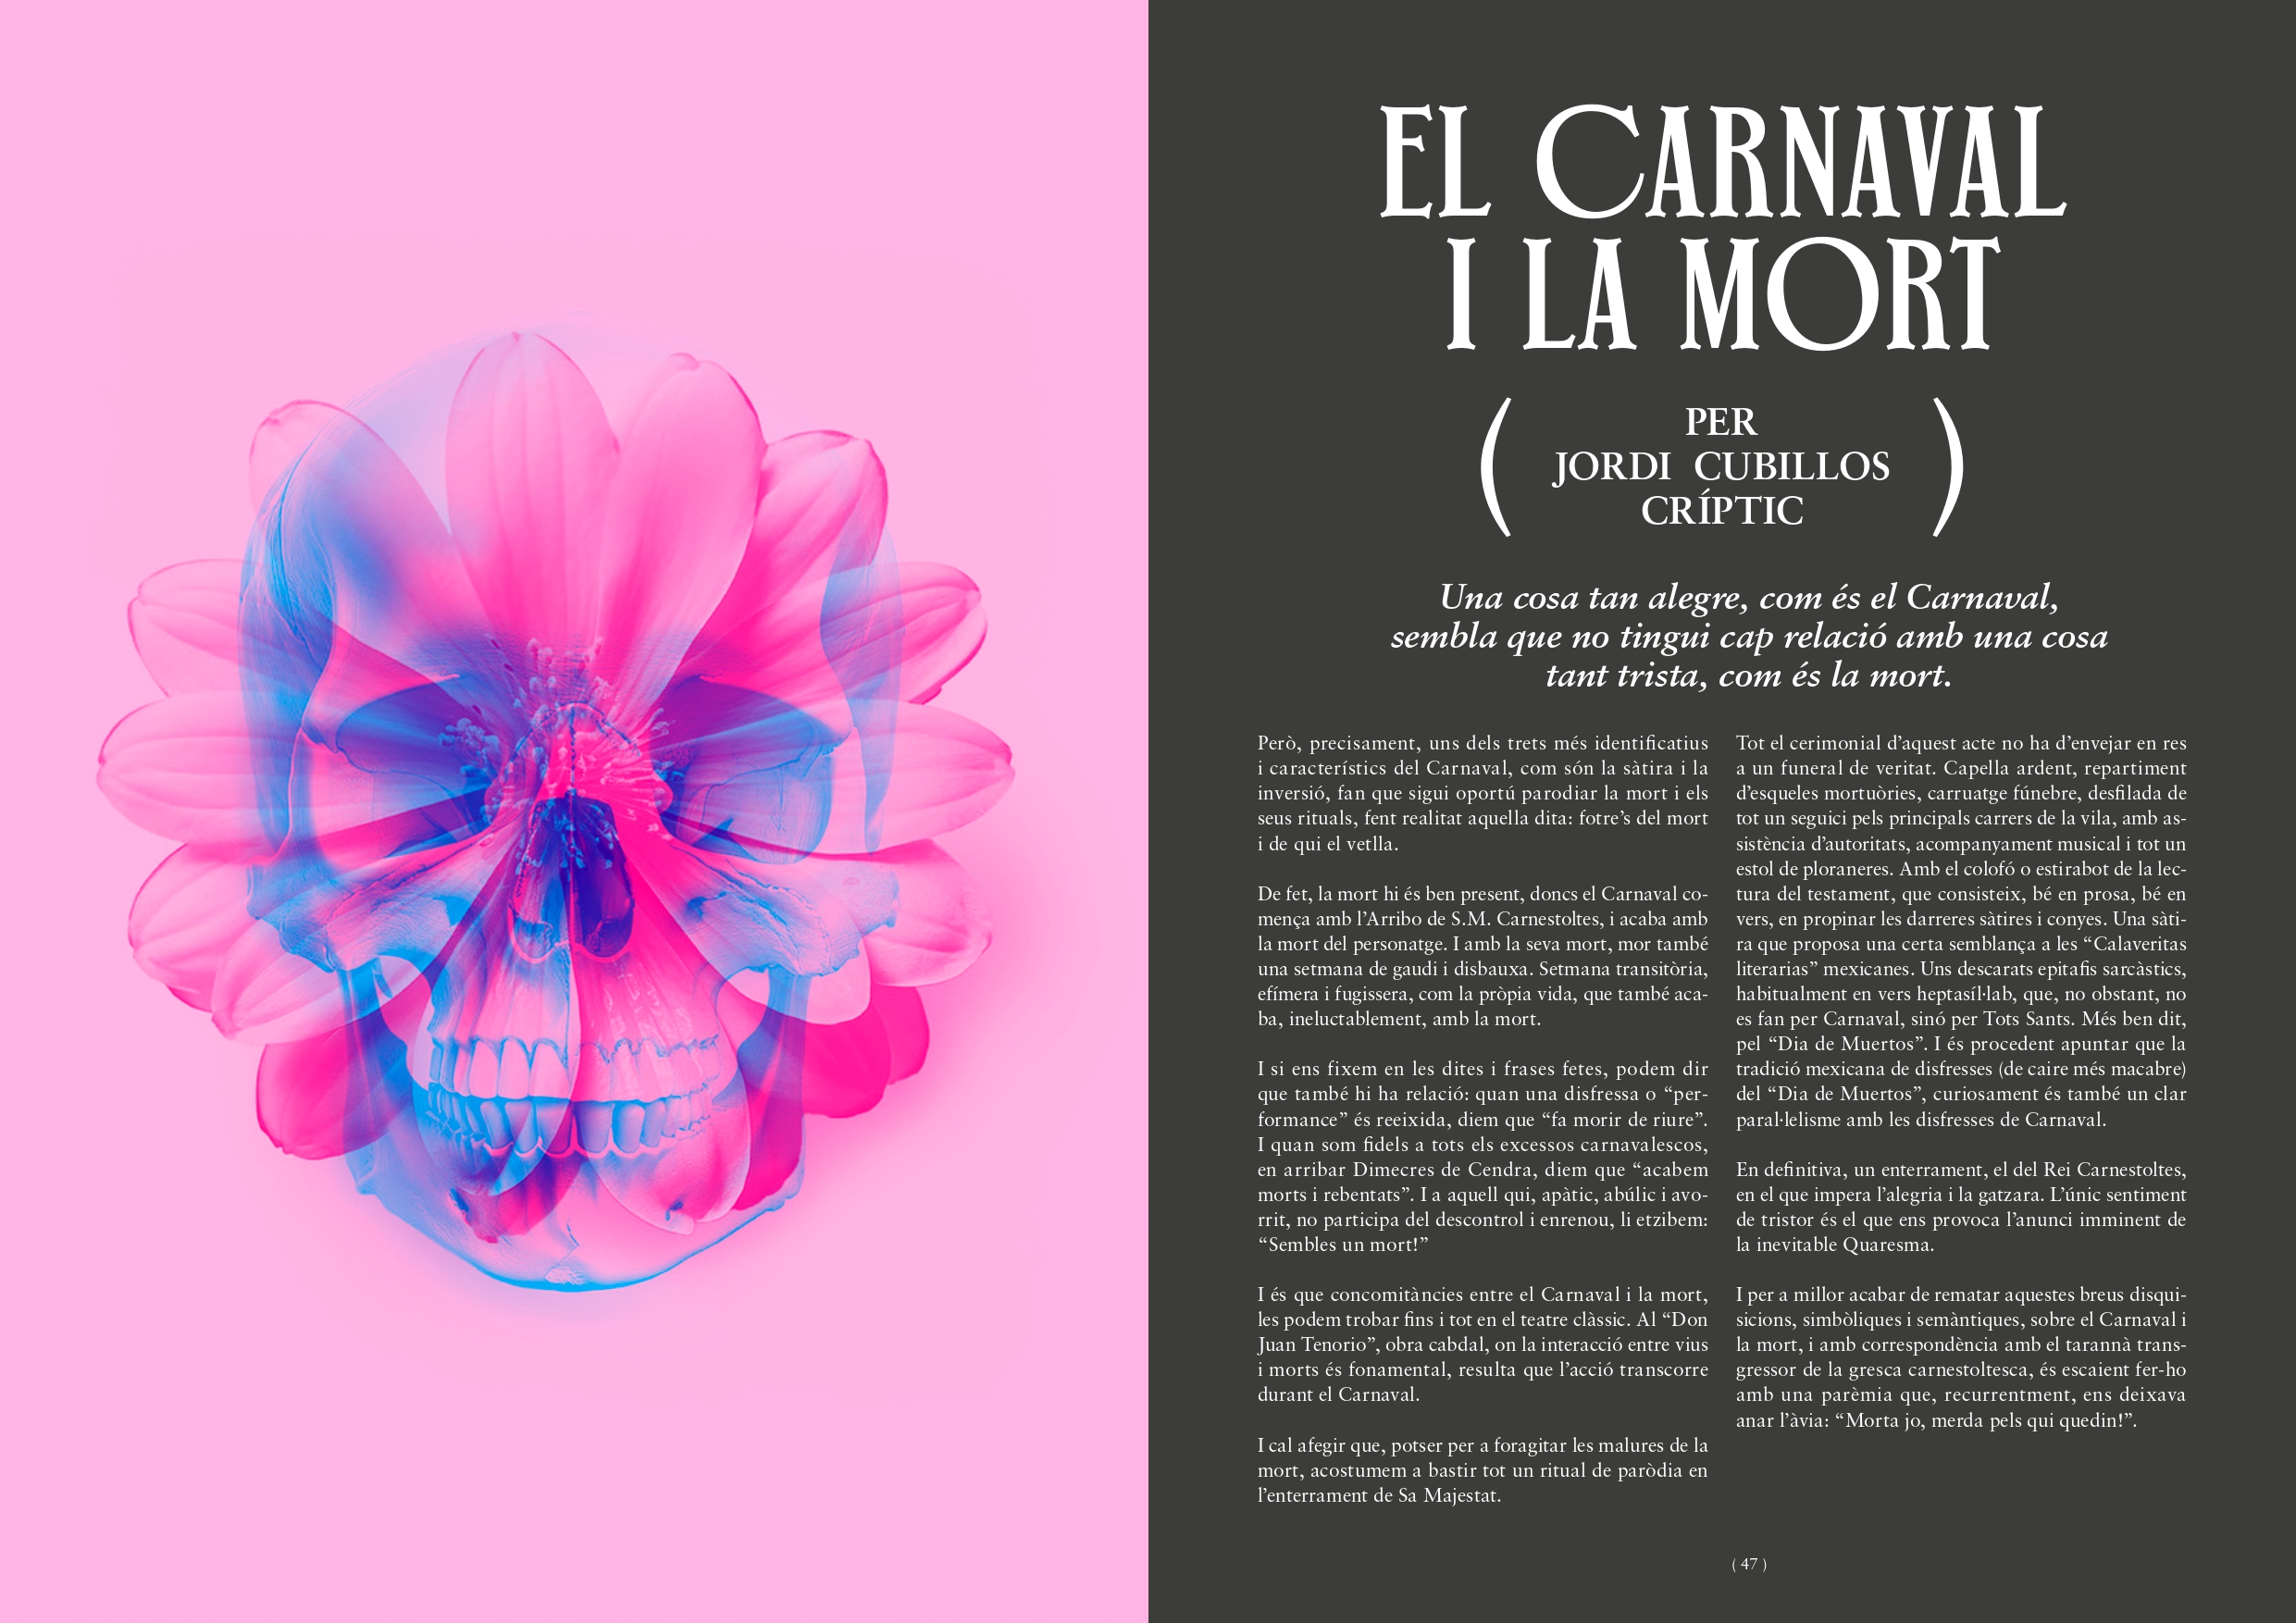 EL CARNAVAL
I LA MORT
( PER
JORDI CUBILLOS
CRÍPTIC )
Una cosa tan alegre, com és el Carnaval,
sembla que no tingui cap relació amb una cosa
tant trista, com és la mort.
Però, precisament, uns dels trets més identificatius
i característics del Carnaval, com són la sàtira i la
inversió, fan que sigui oportú parodiar la mort i els
seus rituals, fent realitat aquella dita: fotre’s del mort
i de qui el vetlla.
De fet, la mort hi és ben present, doncs el Carnaval co-
mença amb l’Arribo de S.M. Carnestoltes, i acaba amb
la mort del personatge. I amb la seva mort, mor també
una setmana de gaudi i disbauxa. Setmana transitòria,
efímera i fugissera, com la pròpia vida, que també aca-
ba, ineluctablement, amb la mort.
I si ens fixem en les dites i frases fetes, podem dir
que també hi ha relació: quan una disfressa o “per-
formance” és reeixida, diem que “fa morir de riure”.
I quan som fidels a tots els excessos carnavalescos,
en arribar Dimecres de Cendra, diem que “acabem
morts i rebentats”. I a aquell qui, apàtic, abúlic i avo-
rrit, no participa del descontrol i enrenou, li etzibem:
“Sembles un mort!”
I és que concomitàncies entre el Carnaval i la mort,
les podem trobar fins i tot en el teatre clàssic. Al “Don
Juan Tenorio”, obra cabdal, on la interacció entre vius
i morts és fonamental, resulta que l’acció transcorre
durant el Carnaval.
I cal afegir que, potser per a foragitar les malures de la
mort, acostumem a bastir tot un ritual de paròdia en
l’enterrament de Sa Majestat.
Tot el cerimonial d’aquest acte no ha d’envejar en res
a un funeral de veritat. Capella ardent, repartiment
d’esqueles mortuòries, carruatge fúnebre, desfilada de
tot un seguici pels principals carrers de la vila, amb as-
sistència d’autoritats, acompanyament musical i tot un
estol de ploraneres. Amb el colofó o estirabot de la lec-
tura del testament, que consisteix, bé en prosa, bé en
vers, en propinar les darreres sàtires i conyes. Una sàti-
ra que proposa una certa semblança a les “Calaveritas
literarias” mexicanes. Uns descarats epitafis sarcàstics,
habitualment en vers heptasíl·lab, que, no obstant, no
es fan per Carnaval, sinó per Tots Sants. Més ben dit,
pel “Dia de Muertos”. I és procedent apuntar que la
tradició mexicana de disfresses (de caire més macabre)
del “Dia de Muertos”, curiosament és també un clar
paral·lelisme amb les disfresses de Carnaval.
En definitiva, un enterrament, el del Rei Carnestoltes,
en el que impera l’alegria i la gatzara. L’únic sentiment
de tristor és el que ens provoca l’anunci imminent de
la inevitable Quaresma.
I per a millor acabar de rematar aquestes breus disqui-
sicions, simbòliques i semàntiques, sobre el Carnaval i
la mort, i amb correspondència amb el tarannà trans-
gressor de la gresca carnestoltesca, és escaient fer-ho
amb una parèmia que, recurrentment, ens deixava
anar l’àvia: “Morta jo, merda pels qui quedin!”.
( 47 )